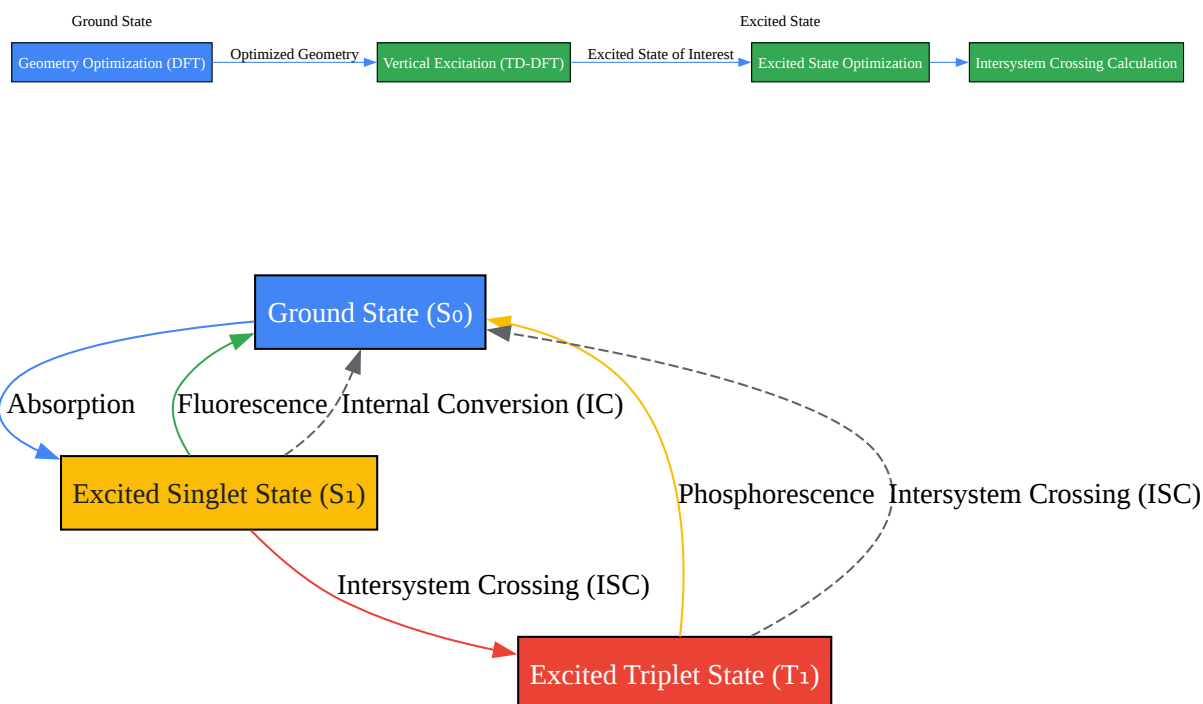 Ground State
Excited State
Geometry Optimization (DFT)
Optimized Geometry
Vertical Excitation (TD-DFT)
Excited State of Interest
Excited State Optimization
Intersystem Crossing Calculation
Ground State (S₀)
Absorption
Fluorescence
Internal Conversion (IC)
Excited Singlet State (S₁)
Phosphorescence
Intersystem Crossing (ISC)
Intersystem Crossing (ISC)
Excited Triplet State (T₁)